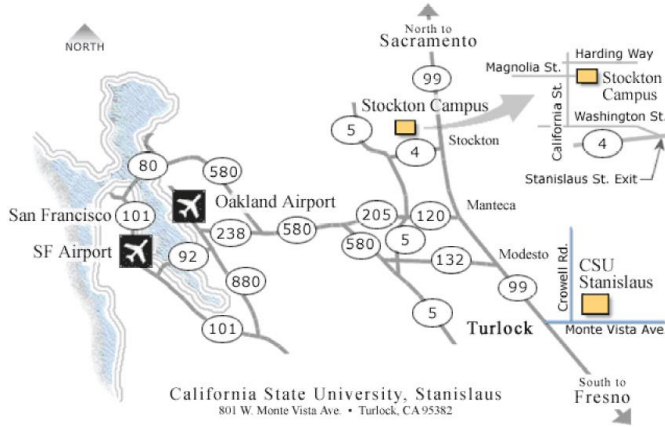 NORTH
North to
Sacramento
99
Harding Way
Magnolia St.
Stockton
Campus
California St.
Washington St.
4
Stanislaus St. Exit
Stockton Campus
5
4
Stockton
80
580
Oakland Airport
San Francisco
101
238
580
205
120
Manteca
SF Airport
92
580
5
132
Modesto
880
99
Crowell Rd.
CSU
Stanislaus
101
5
Turlock
Monte Vista Ave.
South to
Fresno
California State University, Stanislaus
801 W. Monte Vista Ave. • Turlock, CA 95382